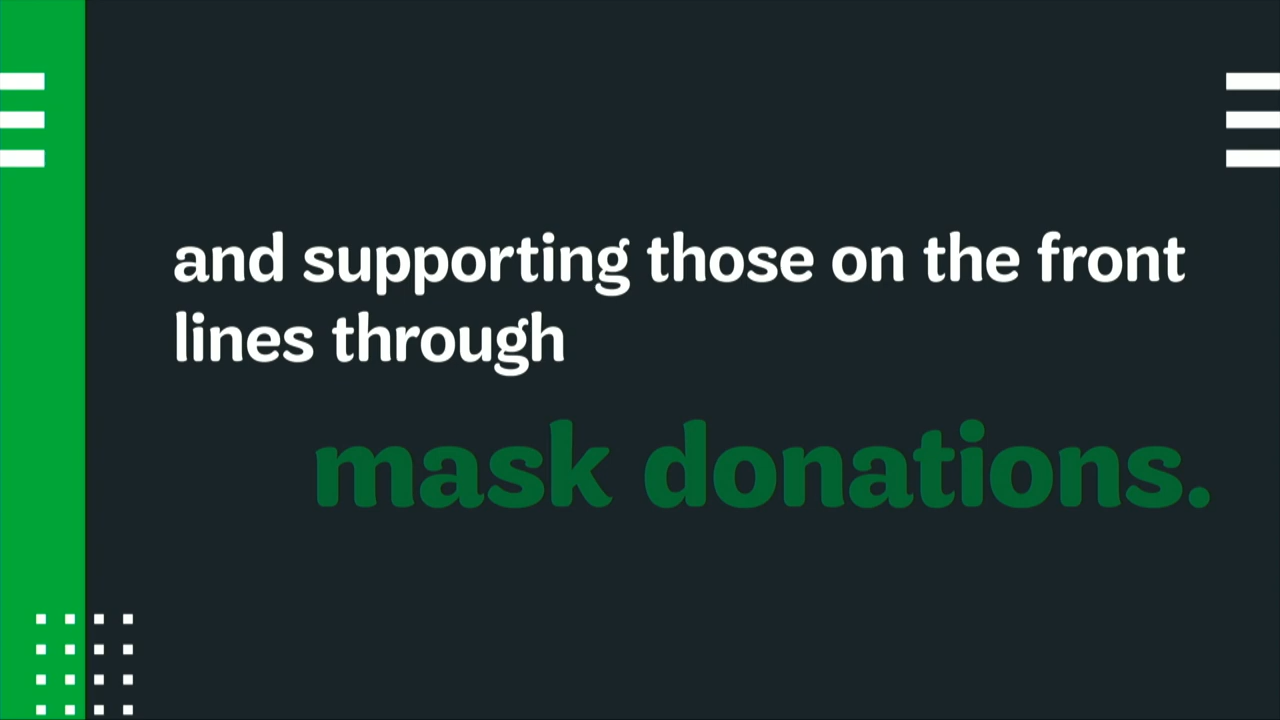 and supporting those on the front
lines through
mask donations.